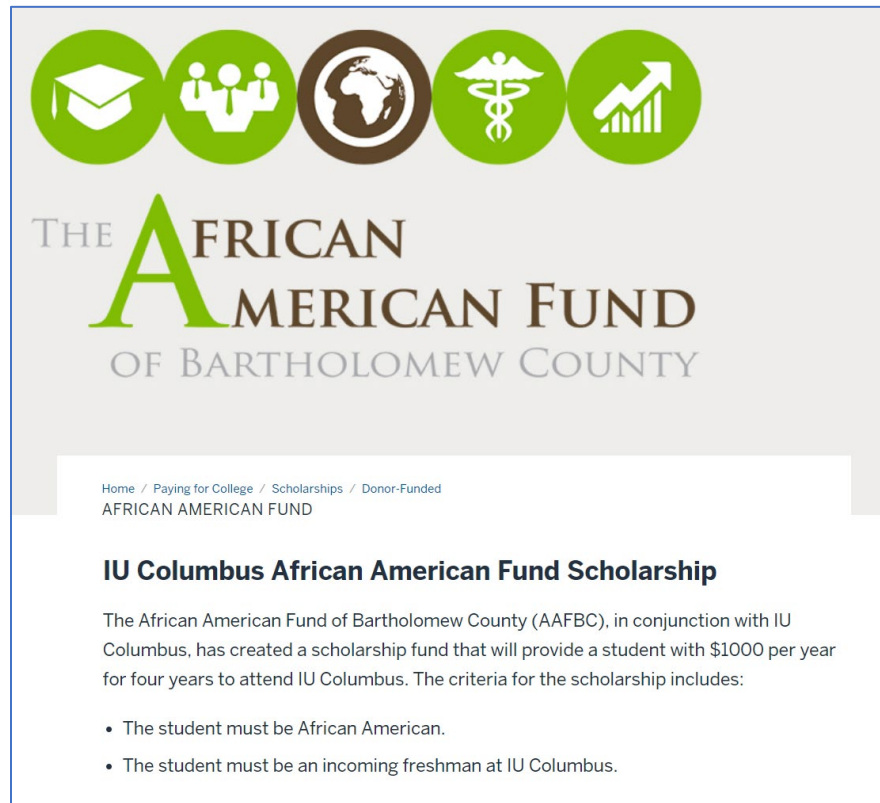 THE AFRICAN
AMERICAN FUND
OF BARTHOLOMEW COUNTY
Home / Paying for College / Scholarships / Donor-Funded
AFRICAN AMERICAN FUND
IU Columbus African American Fund Scholarship
The African American Fund of Bartholomew County (AAFBC), in conjunction with IU
Columbus, has created a scholarship fund that will provide a student with $1000 per year
for four years to attend IU Columbus. The criteria for the scholarship includes:
• The student must be African American.
• The student must be an incoming freshman at IU Columbus.